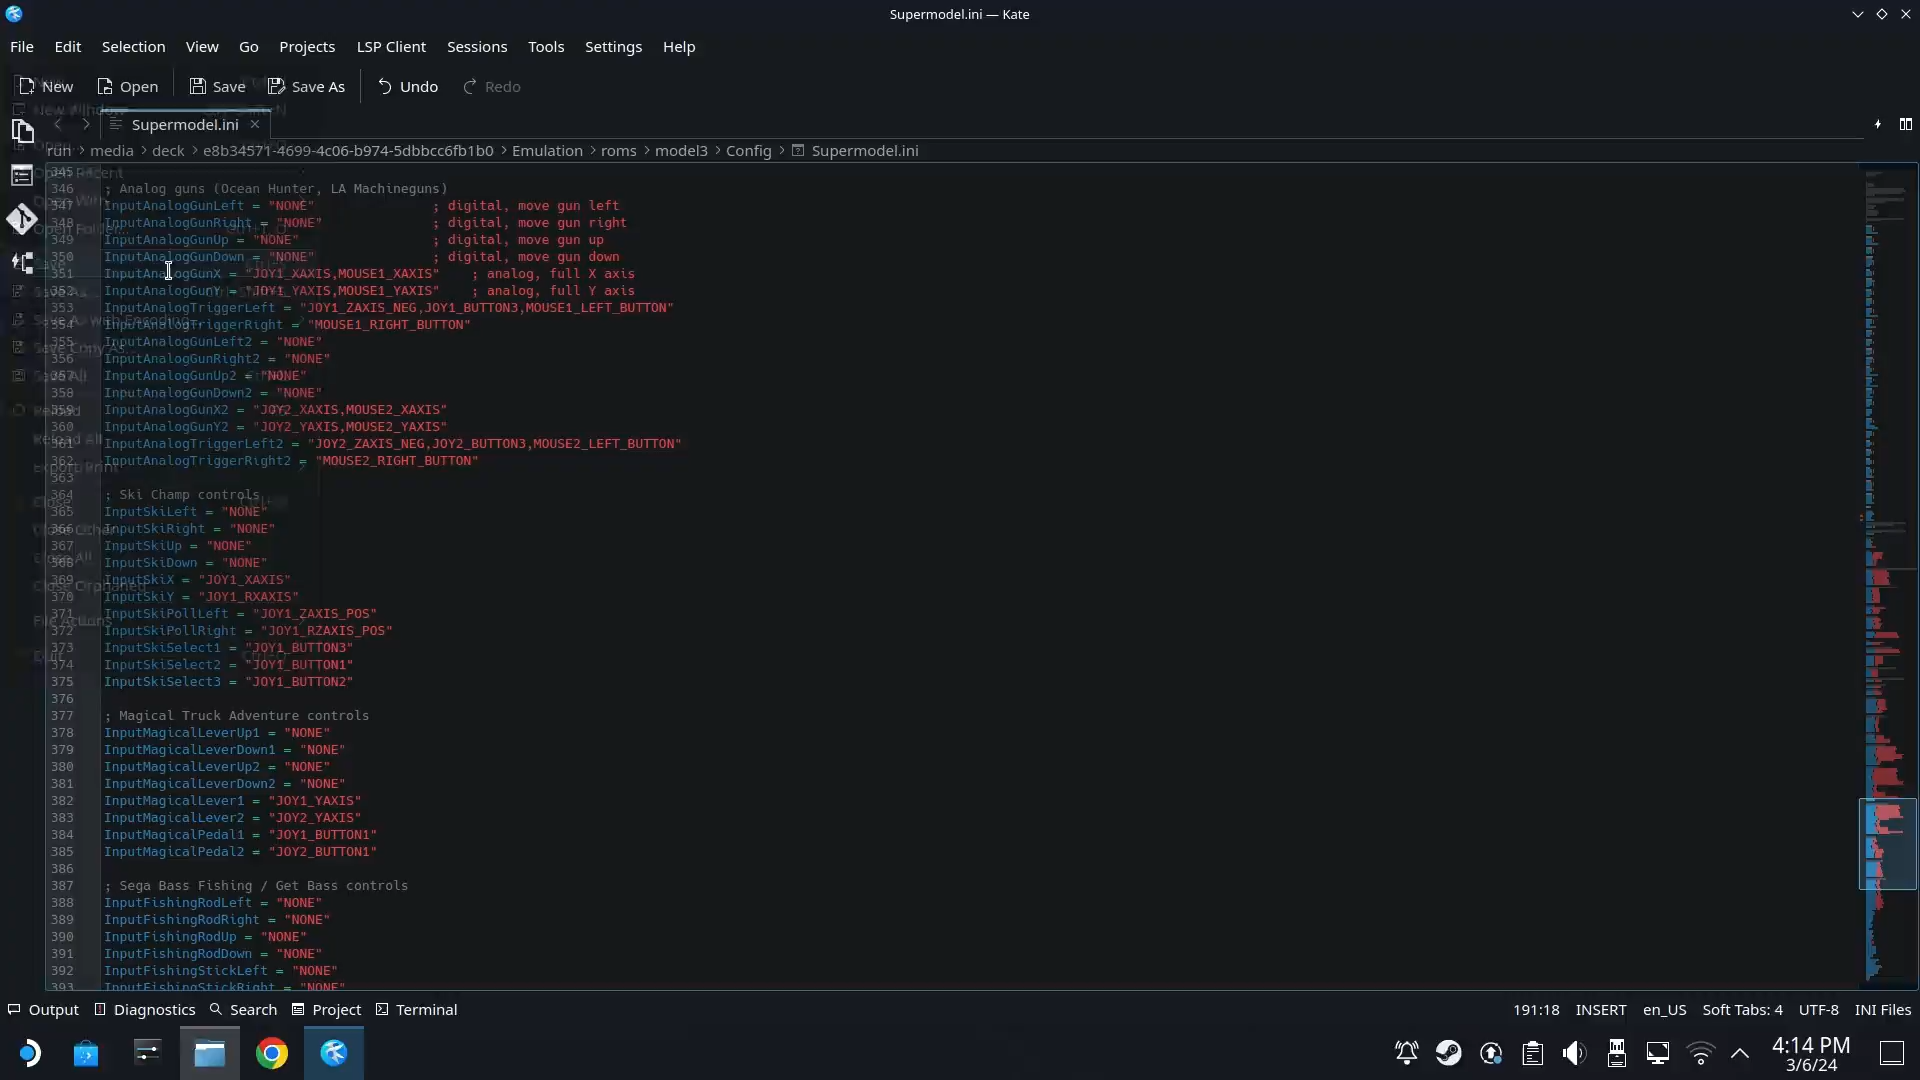 Supermodel.ini — Kate
File Edit Selection View Go Projects LSP Client Sessions Tools Settings Help
New Open Save Save As Undo Redo
Supermodel.ini
run > media > deck > e8b34571-4699-4c06-b974-5dbbcc6fb1b0 > Emulation > roms > model3 > Config > Supermodel.ini
345
346 ; Analog guns (Ocean Hunter, LA Machineguns)
347 InputAnalogGunLeft = "NONE" ; digital, move gun left
348 InputAnalogGunRight = "NONE" ; digital, move gun right
349 InputAnalogGunUp = "NONE" ; digital, move gun up
350 InputAnalogGunDown = "NONE" ; digital, move gun down
351 InputAnalogGunX = "JOY1_XAXIS,MOUSE1_XAXIS" ; analog, full X axis
352 InputAnalogGunY = "JOY1_YAXIS,MOUSE1_YAXIS" ; analog, full Y axis
353 InputAnalogTriggerLeft = "JOY1_ZAXIS_NEG,JOY1_BUTTON3,MOUSE1_LEFT_BUTTON"
354 InputAnalogTriggerRight = "MOUSE1_RIGHT_BUTTON"
355 InputAnalogGunLeft2 = "NONE"
356 InputAnalogGunRight2 = "NONE"
357 InputAnalogGunUp2 = "NONE"
358 InputAnalogGunDown2 = "NONE"
359 InputAnalogGunX2 = "JOY2_XAXIS,MOUSE2_XAXIS"
360 InputAnalogGunY2 = "JOY2_YAXIS,MOUSE2_YAXIS"
361 InputAnalogTriggerLeft2 = "JOY2_ZAXIS_NEG,JOY2_BUTTON3,MOUSE2_LEFT_BUTTON"
362 InputAnalogTriggerRight2 = "MOUSE2_RIGHT_BUTTON"
363
364 ; Ski Champ controls
365 InputSkiLeft = "NONE"
366 InputSkiRight = "NONE"
367 InputSkiUp = "NONE"
368 InputSkiDown = "NONE"
369 InputSkiX = "JOY1_XAXIS"
370 InputSkiY = "JOY1_RXAXIS"
371 InputSkiPollLeft = "JOY1_ZAXIS_POS"
372 InputSkiPollRight = "JOY1_RZAXIS_POS"
373 InputSkiSelect1 = "JOY1_BUTTON3"
374 InputSkiSelect2 = "JOY1_BUTTON1"
375 InputSkiSelect3 = "JOY1_BUTTON2"
376
377 ; Magical Truck Adventure controls
378 InputMagicalLeverUp1 = "NONE"
379 InputMagicalLeverDown1 = "NONE"
380 InputMagicalLeverUp2 = "NONE"
381 InputMagicalLeverDown2 = "NONE"
382 InputMagicalLever1 = "JOY1_YAXIS"
383 InputMagicalLever2 = "JOY2_YAXIS"
384 InputMagicalPedal1 = "JOY1_BUTTON1"
385 InputMagicalPedal2 = "JOY2_BUTTON1"
386
387 ; Sega Bass Fishing / Get Bass controls
388 InputFishingRodLeft = "NONE"
389 InputFishingRodRight = "NONE"
390 InputFishingRodUp = "NONE"
391 InputFishingRodDown = "NONE"
392 InputFishingStickLeft = "NONE"
393 InputFishingStickRight = "NONE"
Output Diagnostics Search Project Terminal 191:18 INSERT en_US Soft Tabs: 4 UTF-8 INI Files
4:14 PM
3/6/24